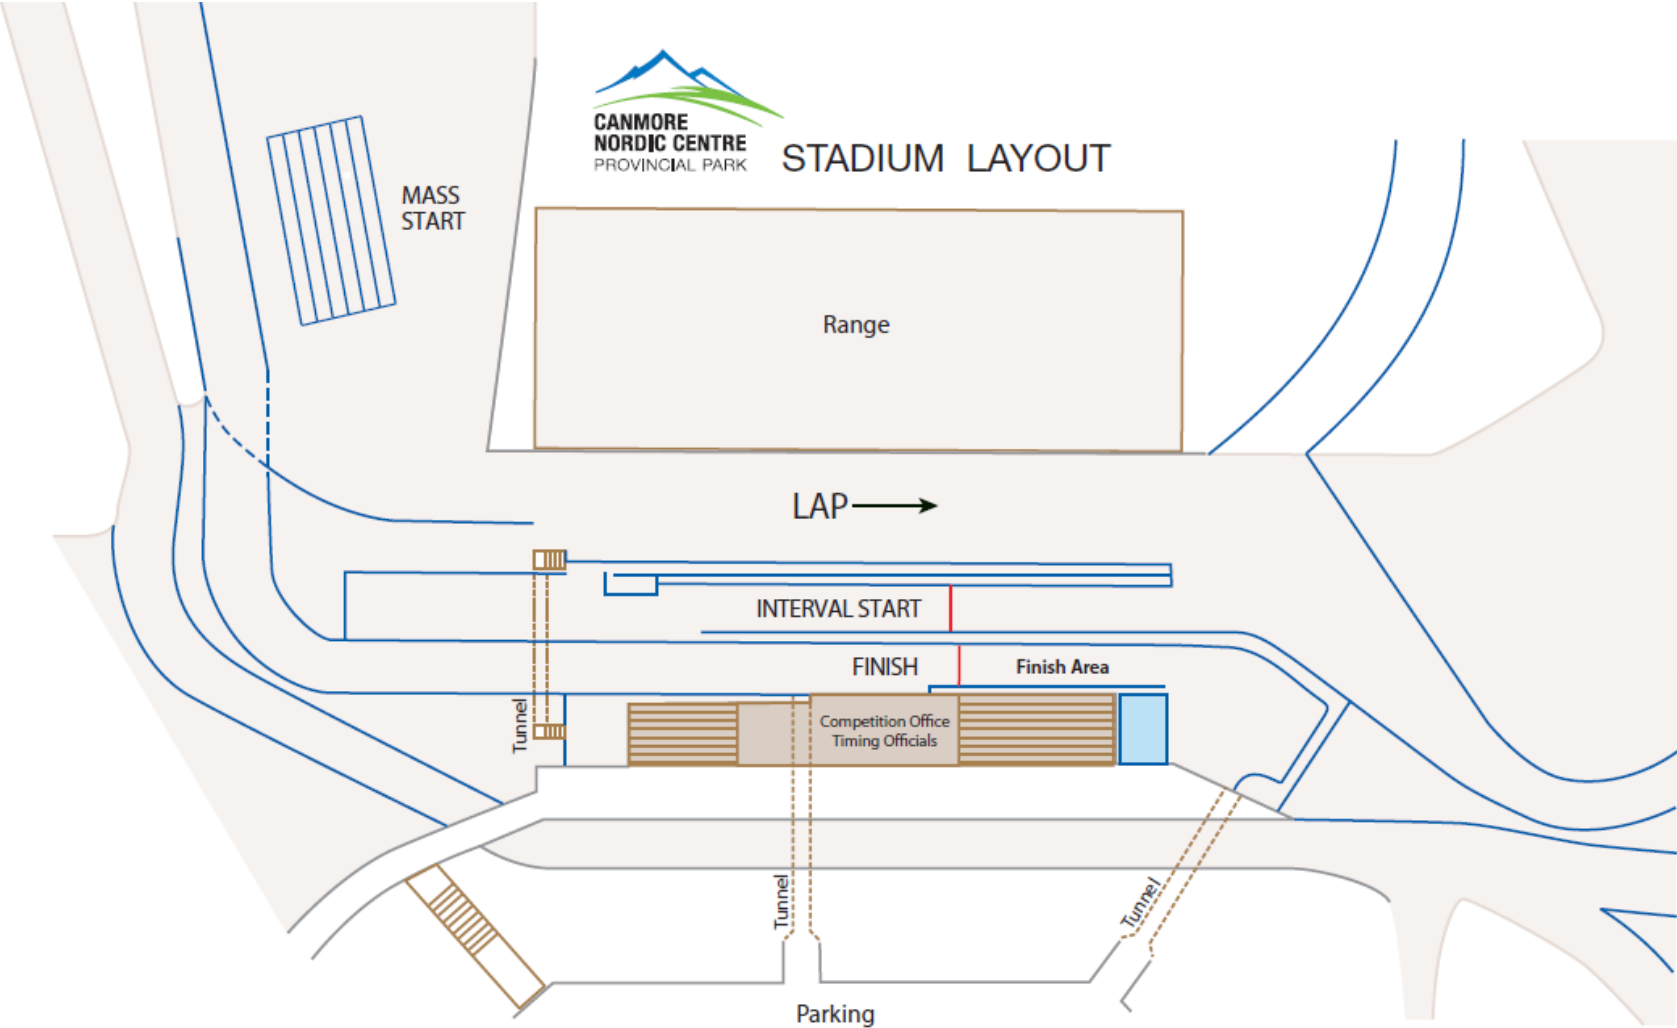 CANMORE
NORDIC CENTRE
PROVINCIAL PARK
STADIUM LAYOUT
MASS
START
Range
LAP
INTERVAL START
FINISH
Finish Area
Tunnel
Competition Office
Timing Officials
Tunnel
Tunnel
Parking